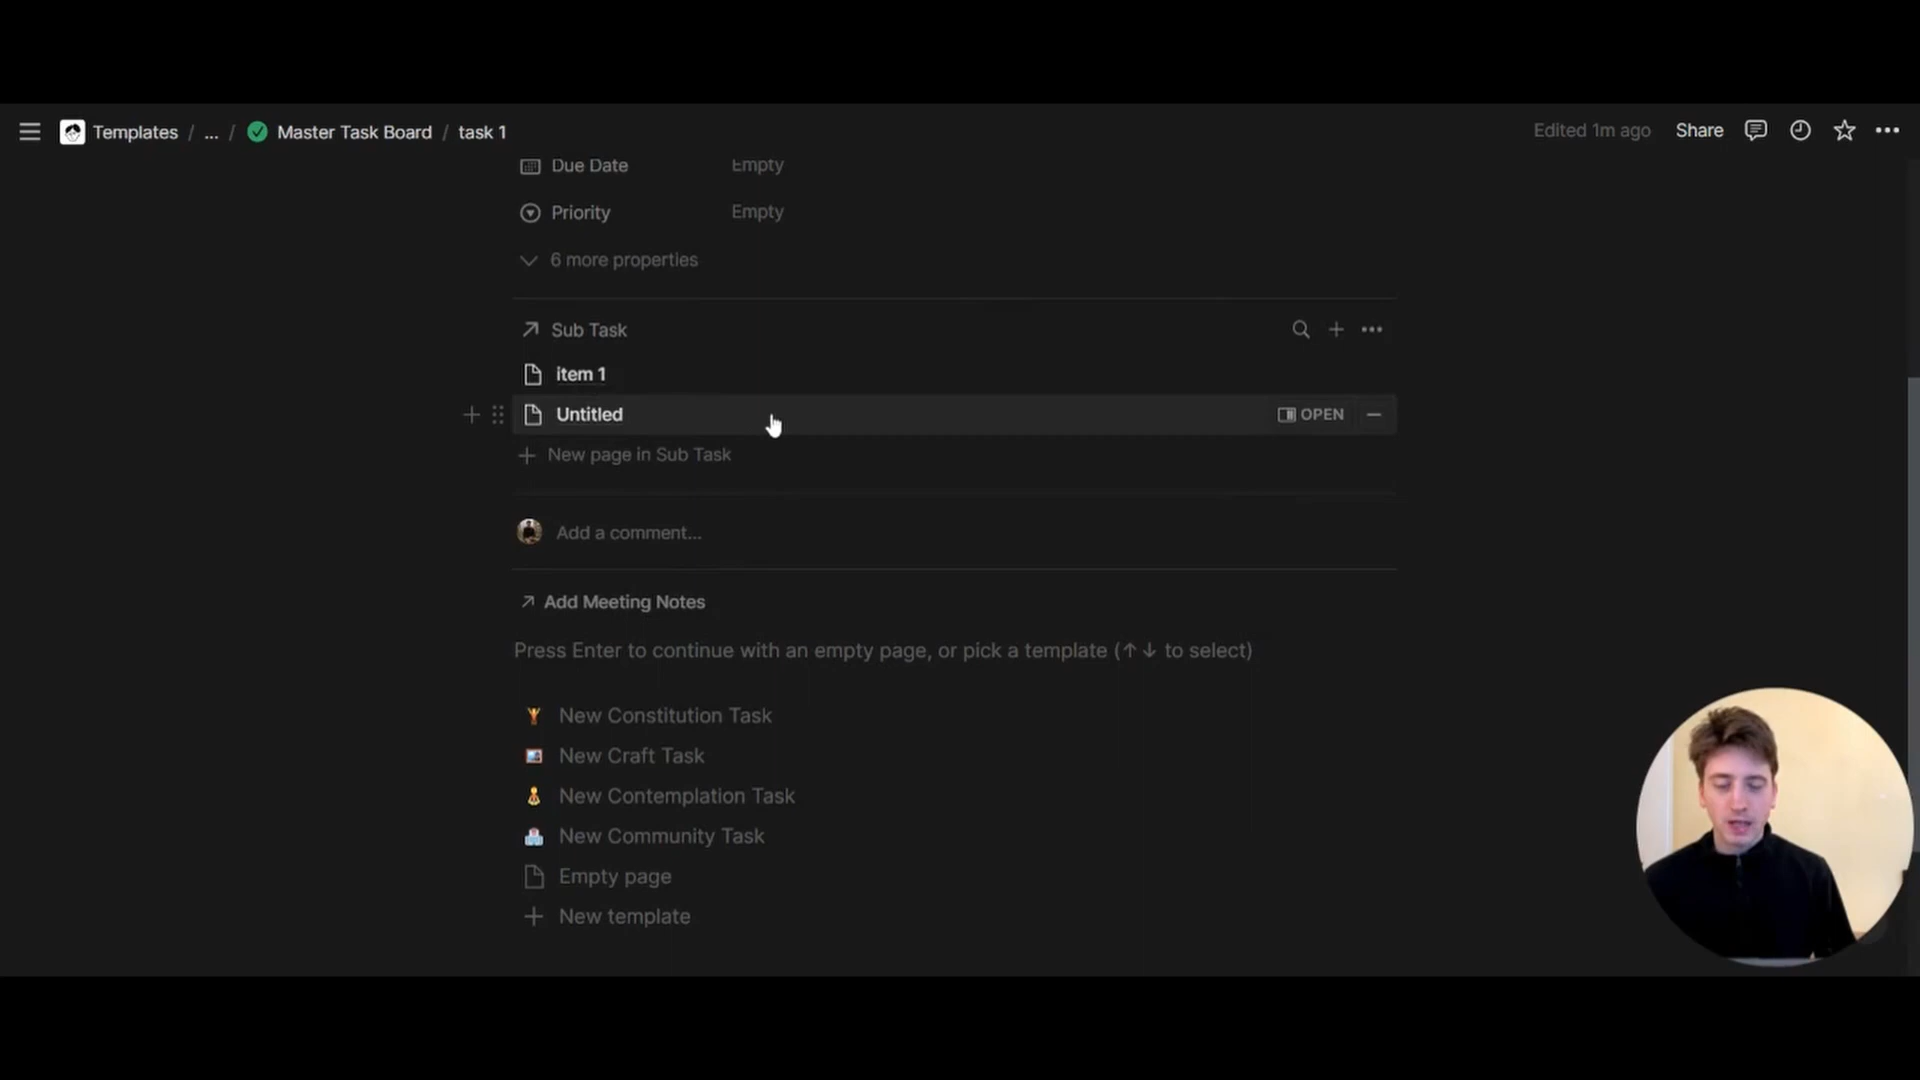 Templates / ... / Master Task Board / task 1
Edited 1m ago Share
Due Date Empty
Priority Empty
6 more properties
Sub Task
item 1
Untitled OPEN
New page in Sub Task
Add a comment...
Add Meeting Notes
Press Enter to continue with an empty page, or pick a template (↑↓ to select)
New Constitution Task
New Craft Task
New Contemplation Task
New Community Task
Empty page
New template